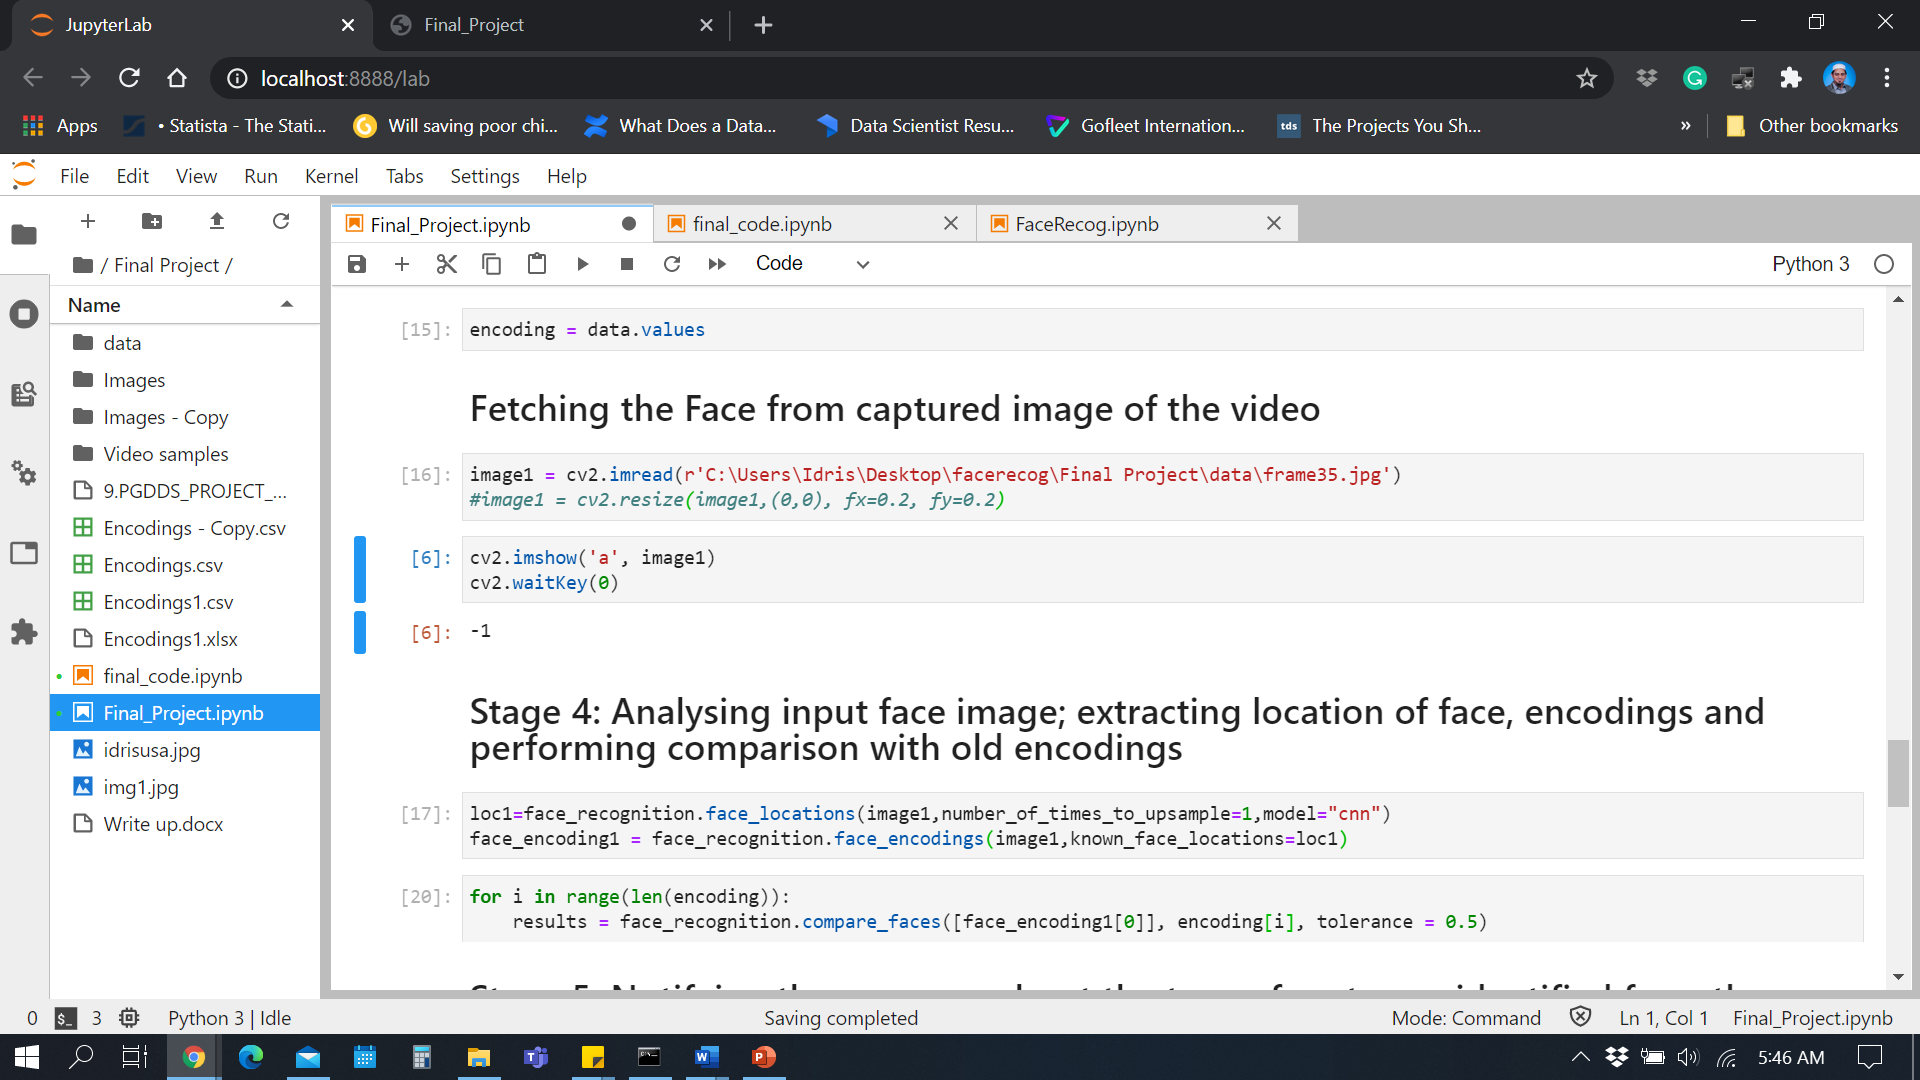 JupyterLab
Final_Project
localhost:8888/lab
Apps
• Statista - The Stati...
Will saving poor chi...
What Does a Data...
Data Scientist Resu...
Gofleet Internation...
tds
The Projects You Sh...
»
Other bookmarks
File Edit View Run Kernel Tabs Settings Help
/ Final Project /
Name
data
Images
Images - Copy
Video samples
9.PGDDS_PROJECT_...
Encodings - Copy.csv
Encodings.csv
Encodings1.csv
Encodings1.xlsx
final_code.ipynb
Final_Project.ipynb
idrisusa.jpg
img1.jpg
Write up.docx
Final_Project.ipynb
final_code.ipynb
FaceRecog.ipynb
Code
Python 3
[15]: encoding = data.values
Fetching the Face from captured image of the video
[16]: image1 = cv2.imread(r'C:\Users\Idris\Desktop\facerecog\Final Project\data\frame35.jpg')
#image1 = cv2.resize(image1,(0,0), fx=0.2, fy=0.2)
[6]: cv2.imshow('a', image1)
cv2.waitKey(0)
[6]: -1
Stage 4: Analysing input face image; extracting location of face, encodings and
performing comparison with old encodings
[17]: loc1=face_recognition.face_locations(image1,number_of_times_to_upsample=1,model="cnn")
face_encoding1 = face_recognition.face_encodings(image1,known_face_locations=loc1)
[20]: for i in range(len(encoding)):
results = face_recognition.compare_faces([face_encoding1[0]], encoding[i], tolerance = 0.5)
0
$_
3
Python 3 | Idle
Saving completed
Mode: Command
Ln 1, Col 1
Final_Project.ipynb
5:46 AM